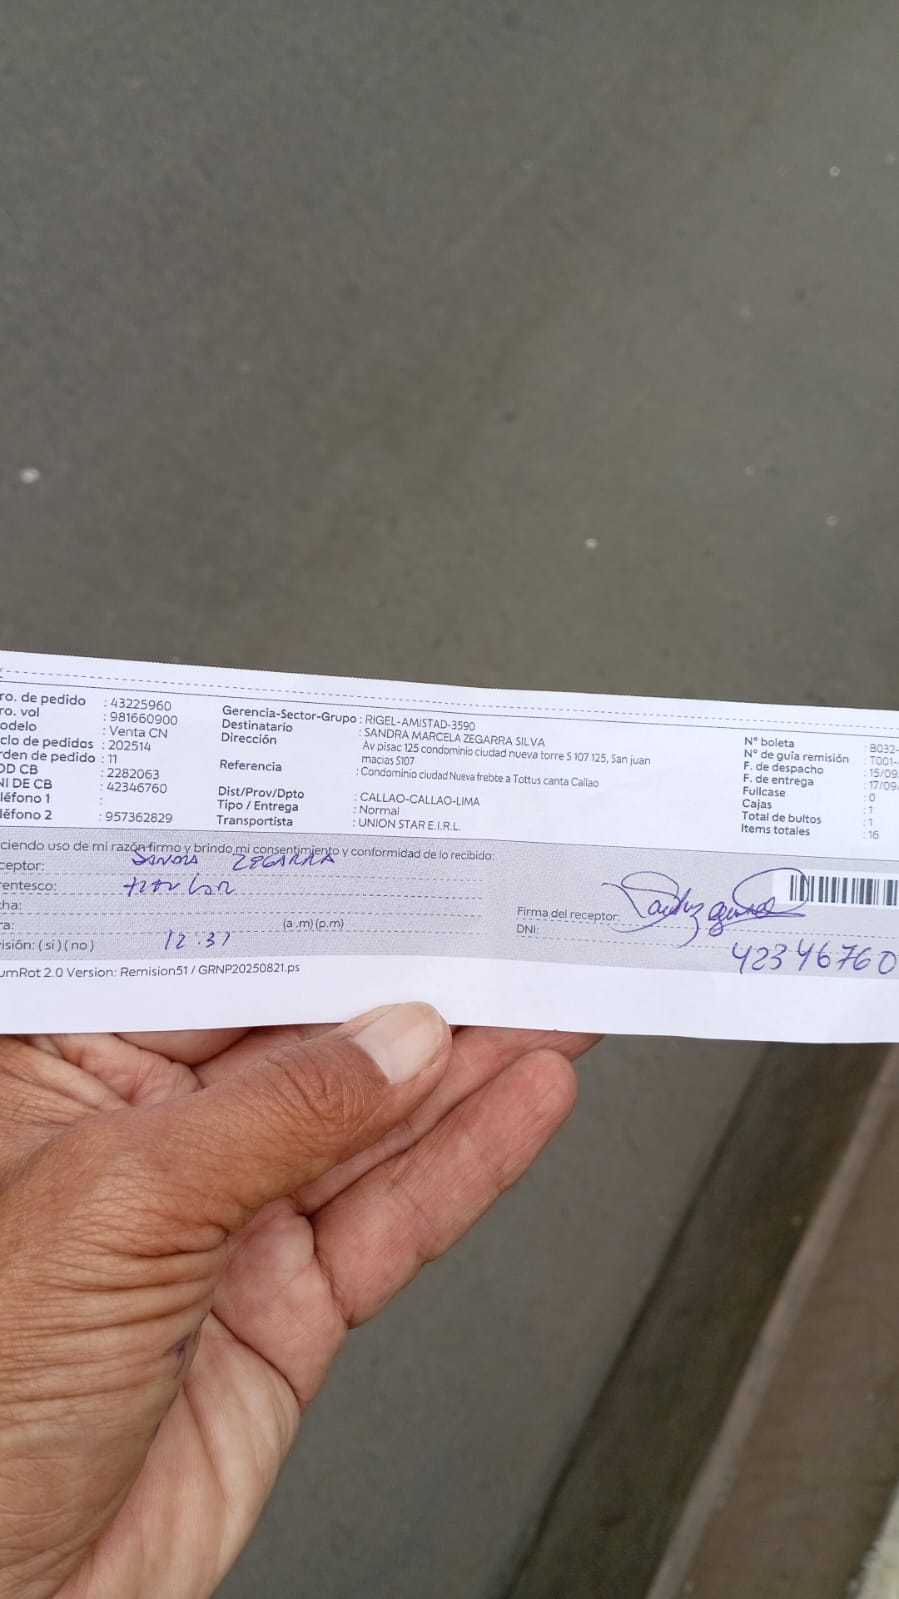 ro. de pedido : 43225960
ro. vol : 981660900
odelo : Venta CN
clo de pedidos : 202514
rden de pedido : 11
OD CB : 2282063
NI DE CB : 42346760
léfono 1 :
éfono 2 : 957362829
Gerencia-Sector-Grupo : RIGEL-AMISTAD-3590
Destinatario : SANDRA MARCELA ZEGARRA SILVA
Dirección : Av pisac 125 condominio ciudad nueva torre S 107 125, San juan
macias S107
Referencia : Condominio ciudad Nueva frebte a Tottus canta Callao
Dist/Prov/Dpto : CALLAO-CALLAO-LIMA
Tipo / Entrega : Normal
Transportista : UNION STAR E.I.R.L.
N° boleta : B032-
N° de guía remisión : T001-
F. de despacho : 15/09
F. de entrega : 17/09
Fullcase : 0
Cajas : 1
Total de bultos : 1
Items totales : 16
ciendo uso de mi razón firmo y brindo mi consentimiento y conformidad de lo recibido:
ceptor: SANDRA ZEGARRA
rentesco: titular
cha:
ra: (a.m)(p.m)
visión: ( si ) ( no ) 12:37
Firma del receptor:
DNI: 42346760
umRot 2.0 Version: Remision51 / GRNP20250821.ps